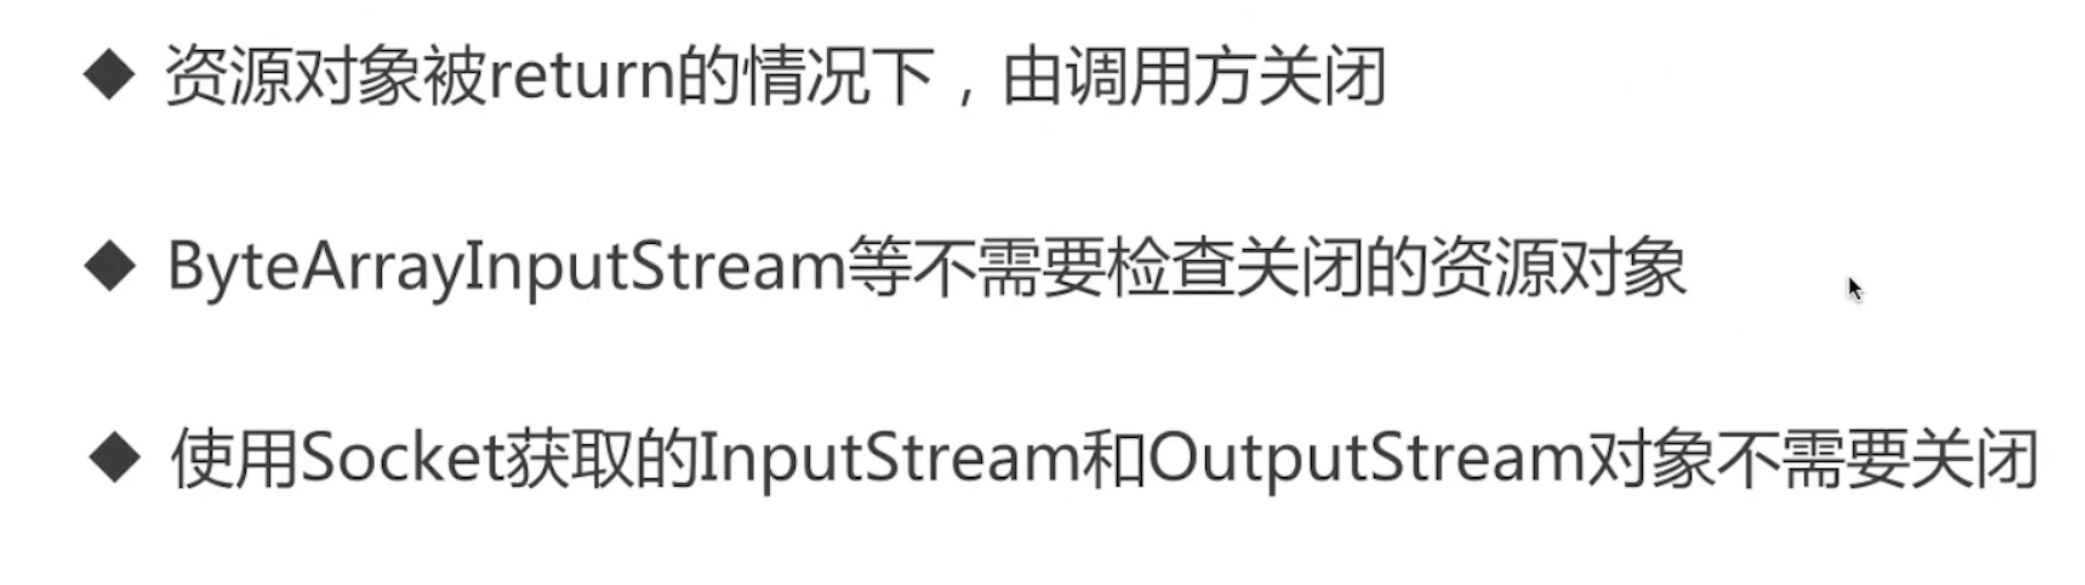 ◆ 资源对象被return的情况下，由调用方关闭
◆ ByteArrayInputStream等不需要检查关闭的资源对象
◆ 使用Socket获取的InputStream和OutputStream对象不需要关闭